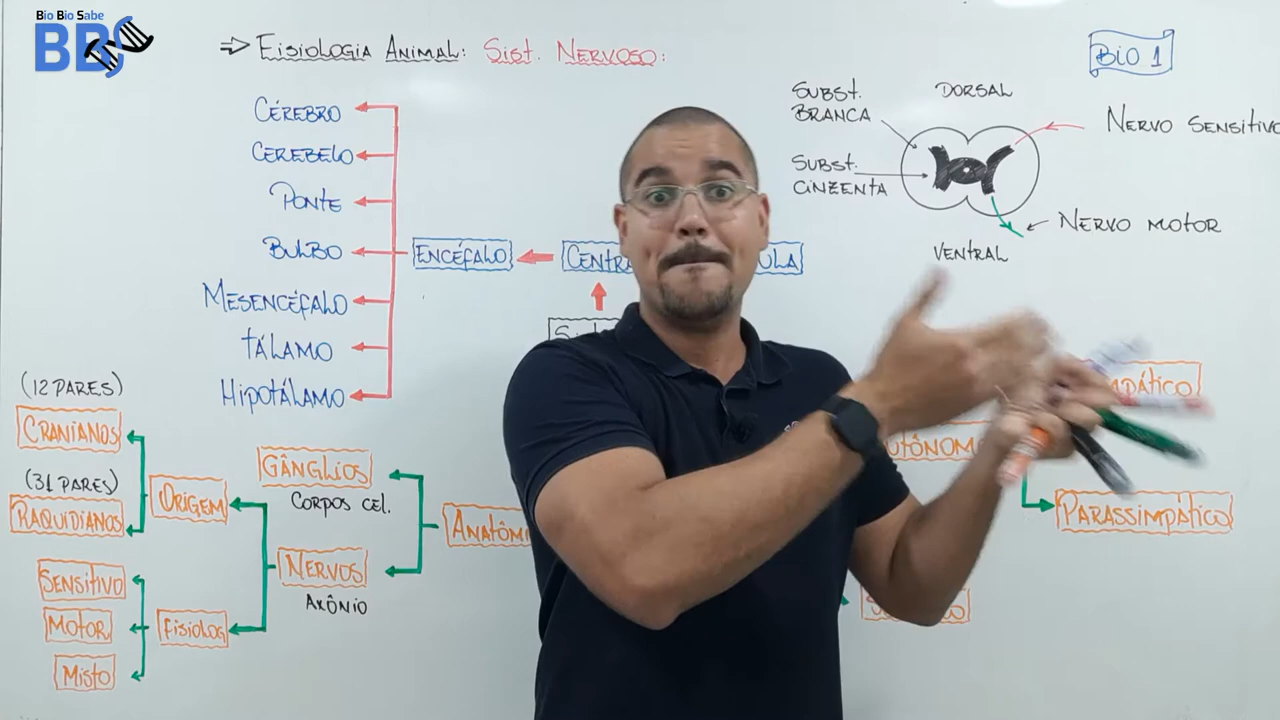 Bio Bio Sabe
BBS
⇒ Fisiologia Animal: Sist. Nervoso:
BIO 1
Cérebro
Cerebelo
Ponte
Bulbo
Mesencéfalo
Tálamo
Hipotálamo
Encéfalo
Subst.
Branca
Dorsal
Nervo Sensitivo
Subst.
Cinzenta
Nervo Motor
Ventral
(12 pares)
Cranianos
(31 pares)
Raquidianos
Origem
Gânglios
Corpos Cel.
Nervos
Axônio
Sensitivo
Motor
Misto
Fisiolog
Parassimpático